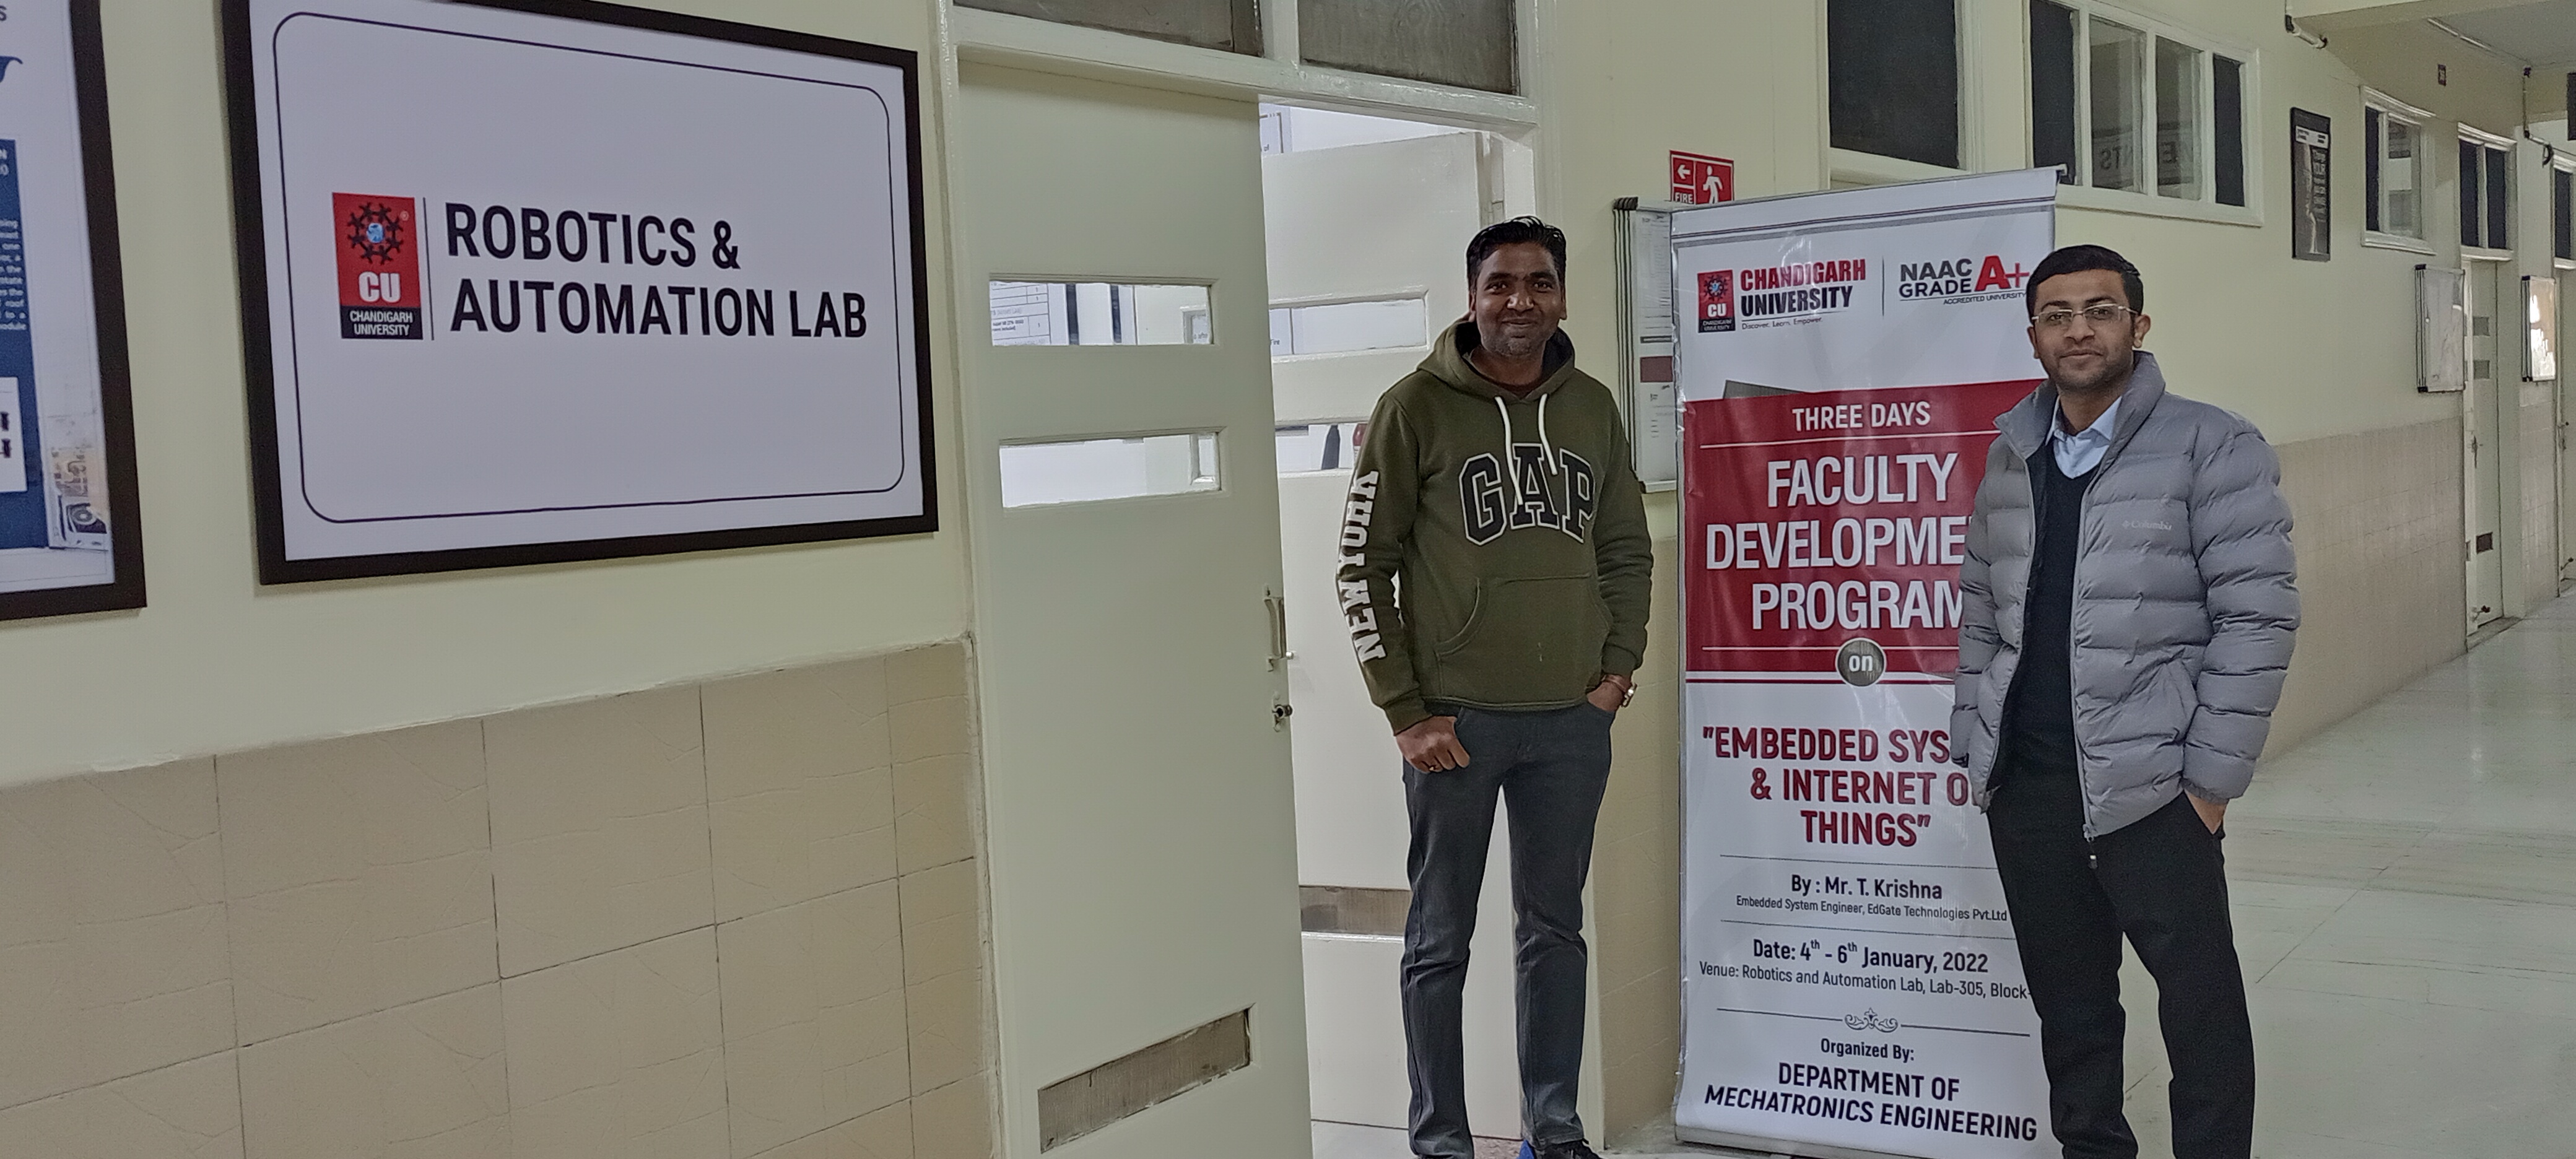 CU
CHANDIGARH
UNIVERSITY
ROBOTICS &
AUTOMATION LAB
FIRE
GAP
NEW YORK
CU
CHANDIGARH
UNIVERSITY
CHANDIGARH
UNIVERSITY
Discover. Learn. Empower.
NAAC
GRADE A+
ACCREDITED UNIVERSITY
THREE DAYS
FACULTY
DEVELOPME
PROGRAM
on
"EMBEDDED SYS
& INTERNET O
THINGS"
By : Mr. T. Krishna
Embedded System Engineer, EdGate Technologies Pvt.Ltd
Date: 4th - 6th January, 2022
Venue: Robotics and Automation Lab, Lab-305, Block-
Organized By:
DEPARTMENT OF
MECHATRONICS ENGINEERING
Columbia